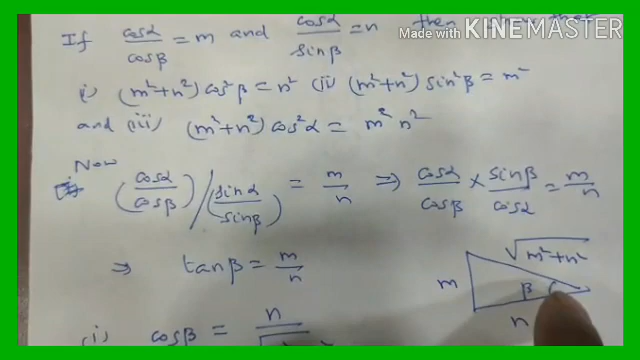 Made with KINEMASTER
If cosα/cosβ = m and cosα/sinβ = n then
i) (m²+n²)cos²β = n² (ii) (m²+n²) sin²β = m²
and (iii) (m²+n²) cos²α = m² n²
Now
(cosα/cosβ) / (sinα/sinβ) = m/n ⇒ cosα/cosβ × sinβ/cosα = m/n
⇒ tanβ = m/n
√m²+n²
m
β
n
(i) cosβ = n/